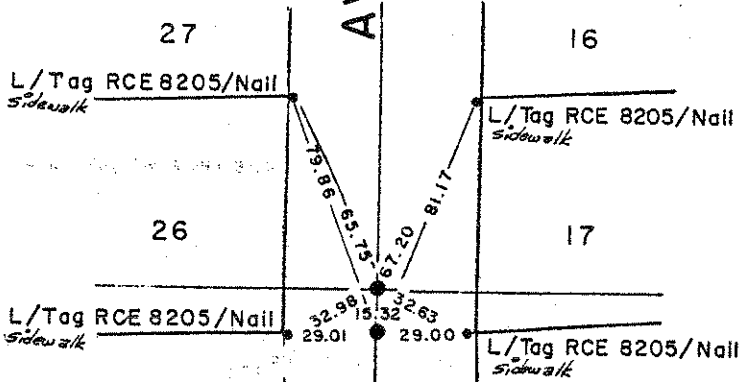 27
AV
16
L/Tag RCE 8205/Nail
sidewalk
L/Tag RCE 8205/Nail
sidewalk
79.86
65.75
67.20
81.17
26
17
32.98
15.32
32.63
L/Tag RCE 8205/Nail
sidewalk
29.01
29.00
L/Tag RCE 8205/Nail
sidewalk